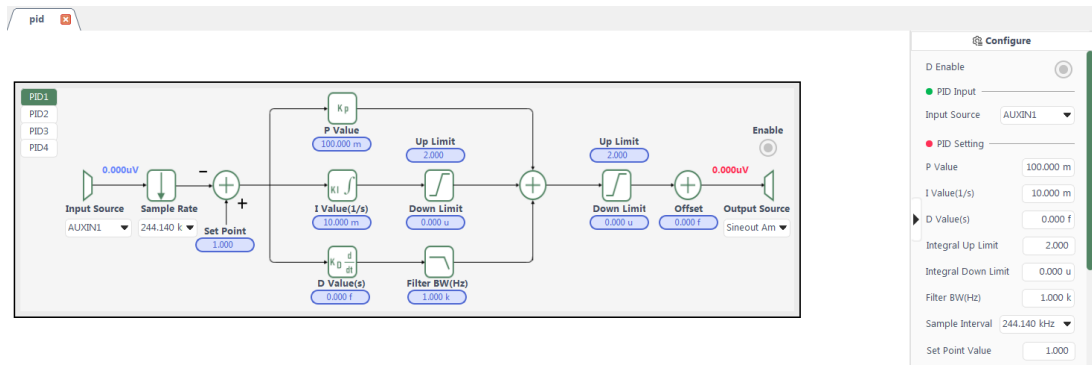 pid
Configure
D Enable
PID Input
Input Source AUXIN1
PID Setting
P Value 100.000 m
I Value(1/s) 10.000 m
D Value(s) 0.000 f
Integral Up Limit 2.000
Integral Down Limit 0.000 u
Filter BW(Hz) 1.000 k
Sample Interval 244.140 kHz
Set Point Value 1.000
PID1
PID2
PID3
PID4
Kp
P Value
100.000 m
Up Limit
2.000
Up Limit
2.000
Enable
0.000uV
−
+
KI ∫
+
+
0.000uV
+
Input Source
Sample Rate
I Value(1/s)
Down Limit
Down Limit
Offset
Output Source
AUXIN1
244.140 k
Set Point
1.000
10.000 m
0.000 u
0.000 u
0.000 f
Sineout Am
KD d/dt
D Value(s)
Filter BW(Hz)
0.000 f
1.000 k